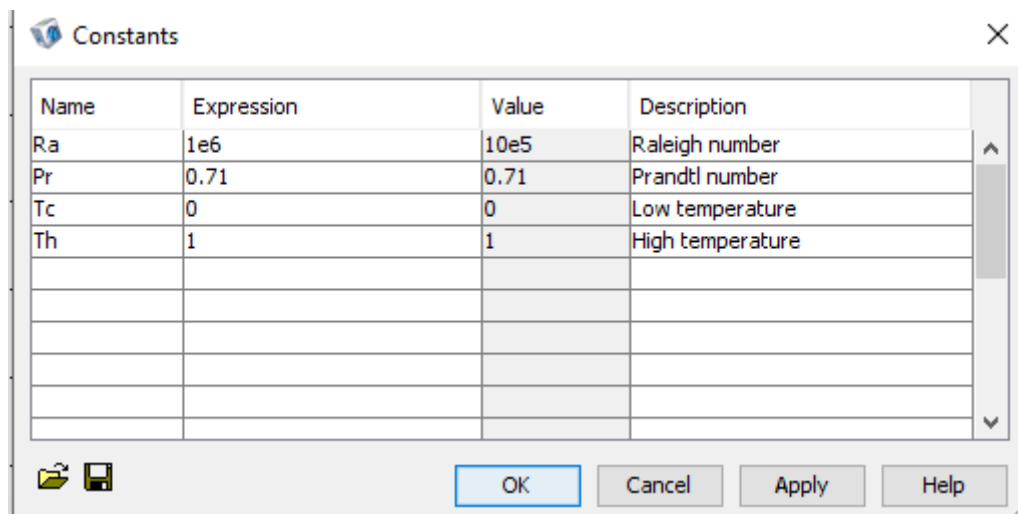 Constants
Name Expression Value Description
Ra 1e6 10e5 Raleigh number
Pr 0.71 0.71 Prandtl number
Tc 0 0 Low temperature
Th 1 1 High temperature
OK Cancel Apply Help